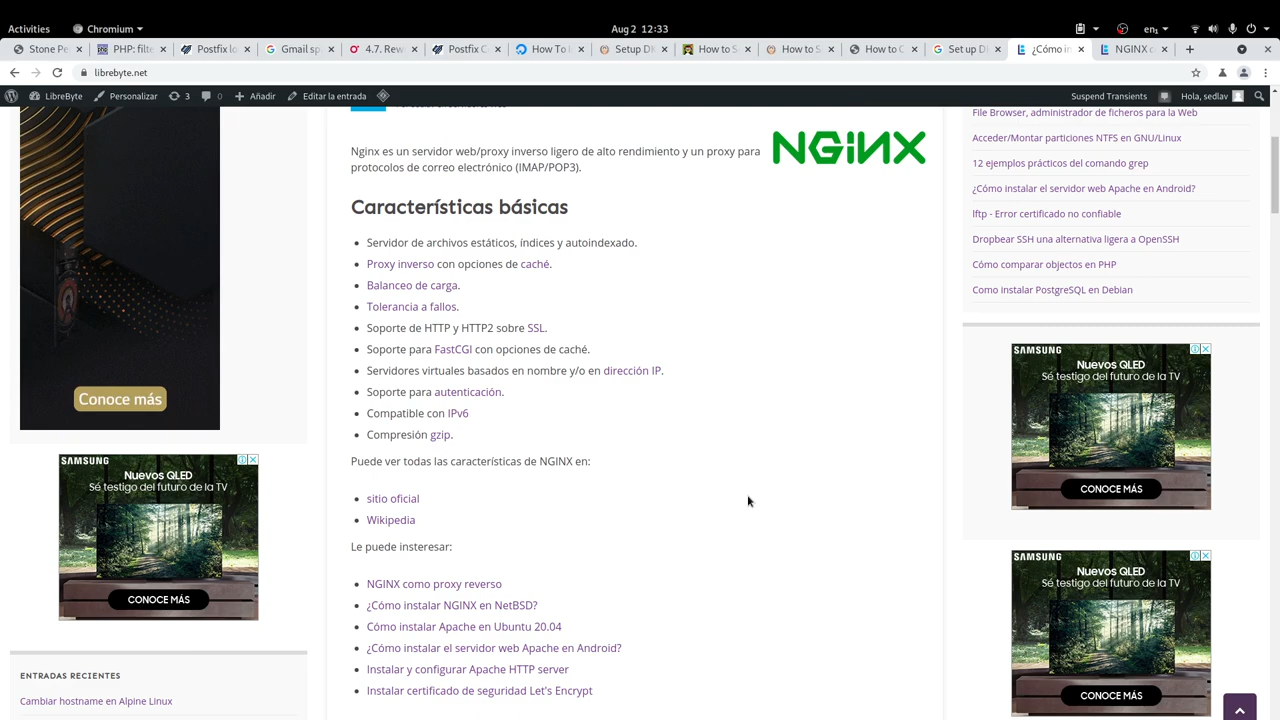 Activities
Chromium
Aug 2 12:33
en₁
Stone Pe
PHP: filte
Postfix lo
Gmail sp
4.7. Rew
Postfix C
How To i
Setup DK
How to S
How to S
How to C
Set up D
¿Cómo in
NGINX c
librebyte.net
LibreByte
Personalizar
3
0
Añadir
Editar la entrada
Suspend Transients
Hola, sedlav
NGINX
Nginx es un servidor web/proxy inverso ligero de alto rendimiento y un proxy para
protocolos de correo electrónico (IMAP/POP3).
Características básicas
Servidor de archivos estáticos, índices y autoindexado.
Proxy inverso con opciones de caché.
Balanceo de carga.
Tolerancia a fallos.
Soporte de HTTP y HTTP2 sobre SSL.
Soporte para FastCGI con opciones de caché.
Servidores virtuales basados en nombre y/o en dirección IP.
Soporte para autenticación.
Compatible con IPv6
Compresión gzip.
Puede ver todas las características de NGINX en:
sitio oficial
Wikipedia
Le puede insteresar:
NGINX como proxy reverso
¿Cómo instalar NGINX en NetBSD?
Cómo instalar Apache en Ubuntu 20.04
¿Cómo instalar el servidor web Apache en Android?
Instalar y configurar Apache HTTP server
Instalar certificado de seguridad Let's Encrypt
Conoce más
SAMSUNG
Nuevos QLED
Sé testigo del futuro de la TV
CONOCE MÁS
ENTRADAS RECIENTES
Cambiar hostname en Alpine Linux
File Browser, administrador de ficheros para la Web
Acceder/Montar particiones NTFS en GNU/Linux
12 ejemplos prácticos del comando grep
¿Cómo instalar el servidor web Apache en Android?
lftp - Error certificado no confiable
Dropbear SSH una alternativa ligera a OpenSSH
Cómo comparar objectos en PHP
Como instalar PostgreSQL en Debian
SAMSUNG
Nuevos QLED
Sé testigo del futuro de la TV
CONOCE MÁS
SAMSUNG
Nuevos QLED
Sé testigo del futuro de la TV
CONOCE MÁS